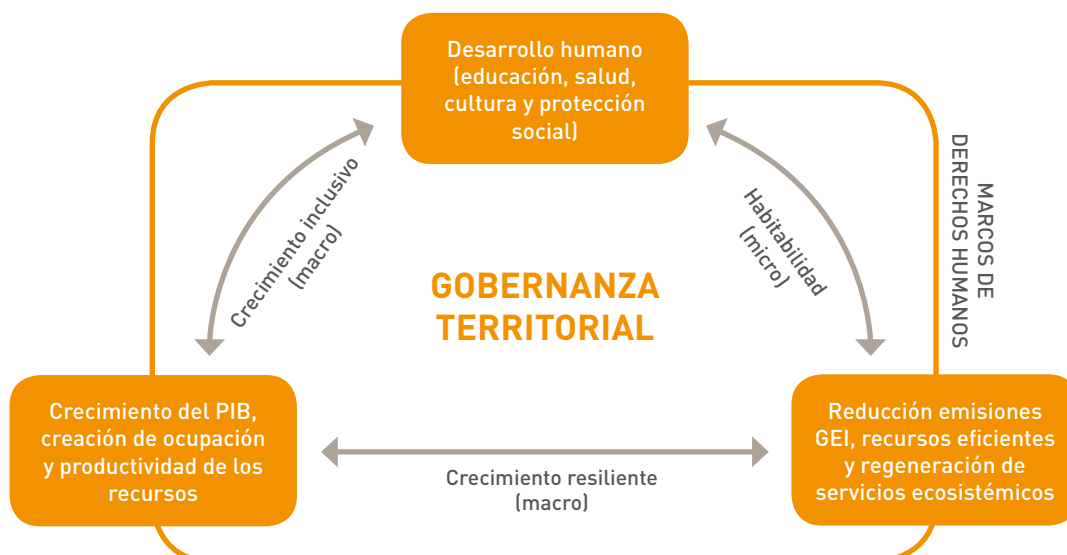 Desarrollo humano
(educación, salud,
cultura y protección
social)
Crecimiento inclusivo
(macro)
Habitabilidad
(micro)
MARCOS DE
DERECHOS HUMANOS
GOBERNANZA
TERRITORIAL
Crecimiento del PIB,
creación de ocupación
y productividad de los
recursos
Crecimiento resiliente
(macro)
Reducción emisiones
GEI, recursos eficientes
y regeneración de
servicios ecosistémicos